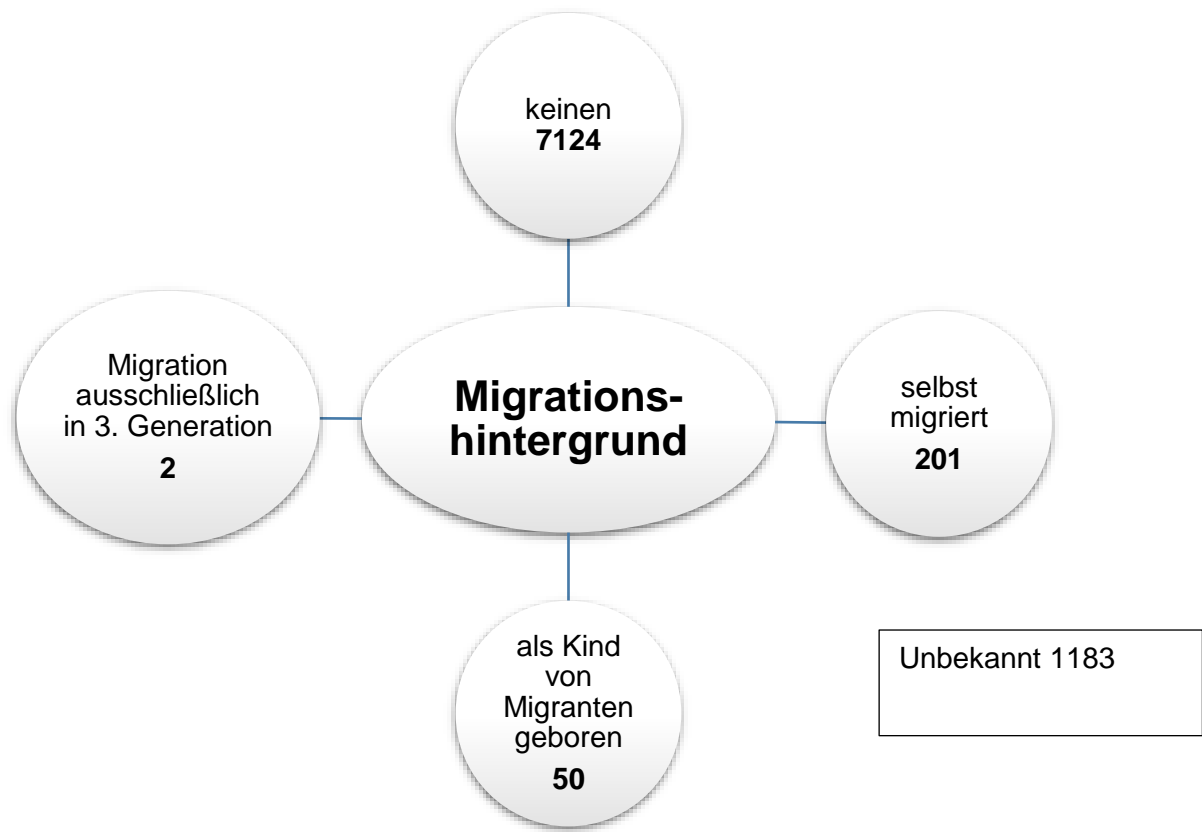 keinen
7124
Migration
ausschließlich
in 3. Generation
2
Migrations-
hintergrund
selbst
migriert
201
als Kind
von
Migranten
geboren
50
Unbekannt 1183